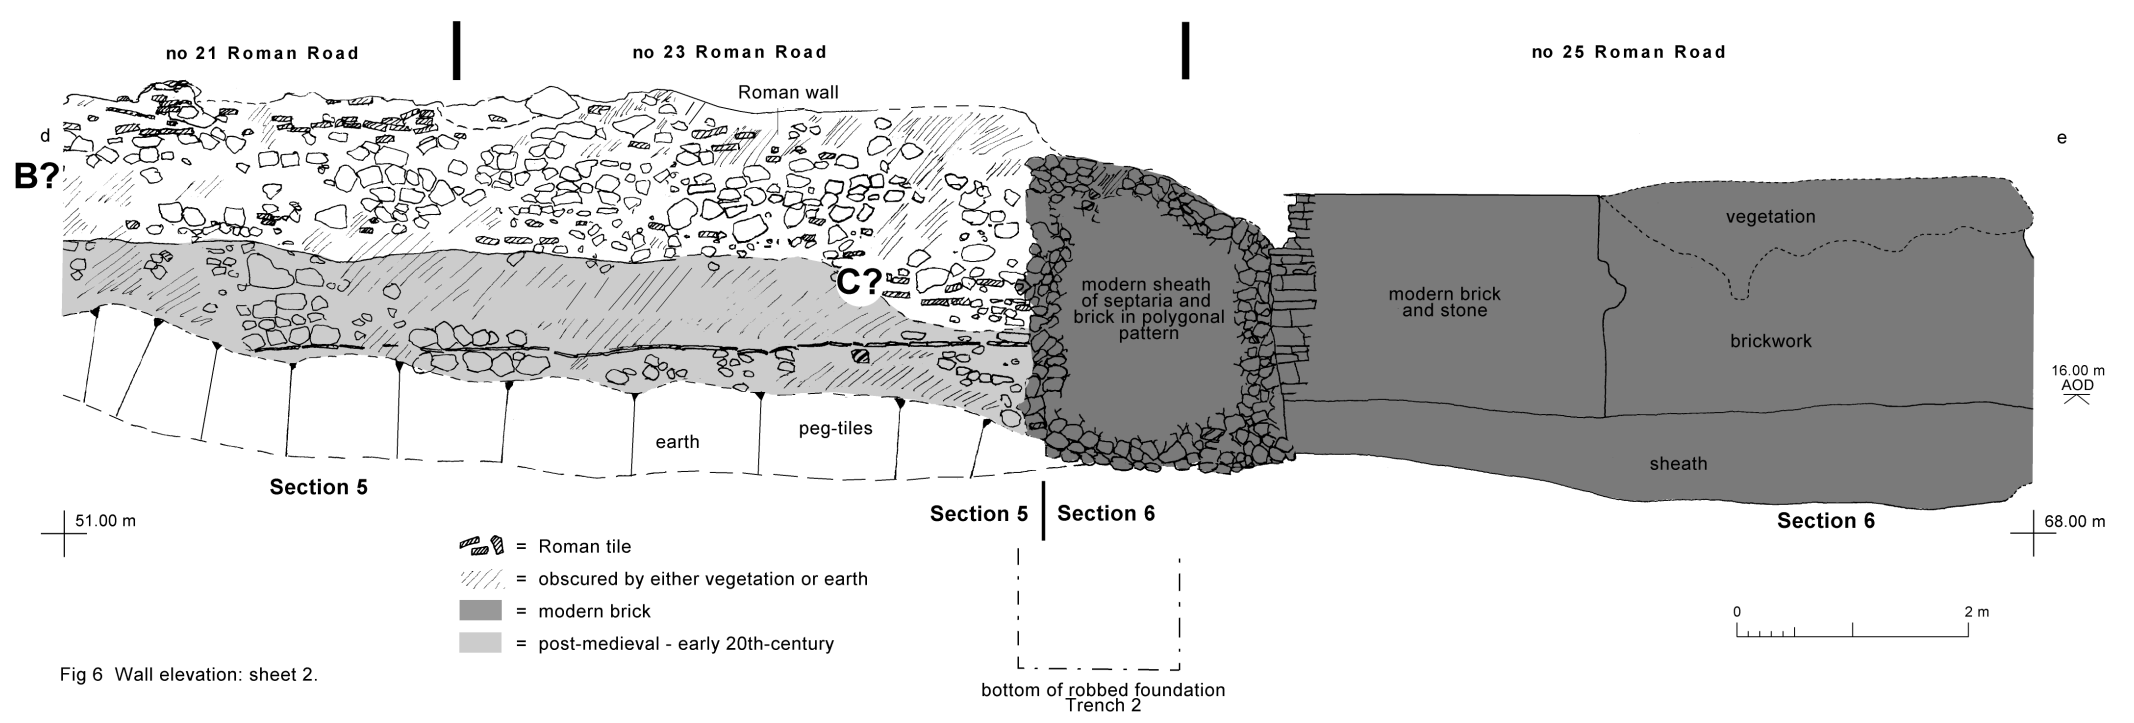 no 21 Roman Road
no 23 Roman Road
no 25 Roman Road
Roman wall
d
e
B?
vegetation
C?
modern sheath
of septaria and
brick in polygonal
pattern
modern brick
and stone
brickwork
16.00 m
AOD
earth
peg-tiles
sheath
Section 5
Section 5
Section 6
Section 6
51.00 m
68.00 m
= Roman tile
= obscured by either vegetation or earth
= modern brick
= post-medieval - early 20th-century
0
2 m
Fig 6 Wall elevation: sheet 2.
bottom of robbed foundation
Trench 2